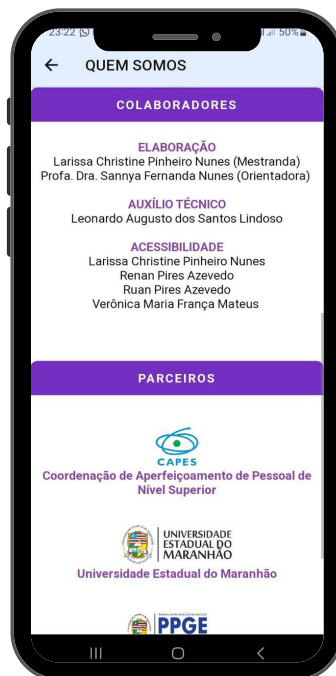 23:22
50%
QUEM SOMOS
COLABORADORES
ELABORAÇÃO
Larissa Christine Pinheiro Nunes (Mestranda)
Profa. Dra. Sannya Fernanda Nunes (Orientadora)
AUXÍLIO TÉCNICO
Leonardo Augusto dos Santos Lindoso
ACESSIBILIDADE
Larissa Christine Pinheiro Nunes
Renan Pires Azevedo
Ruan Pires Azevedo
Verônica Maria França Mateus
PARCEIROS
CAPES
Coordenação de Aperfeiçoamento de Pessoal de
Nível Superior
UNIVERSIDADE
ESTADUAL DO
MARANHÃO
Universidade Estadual do Maranhão
PPGE